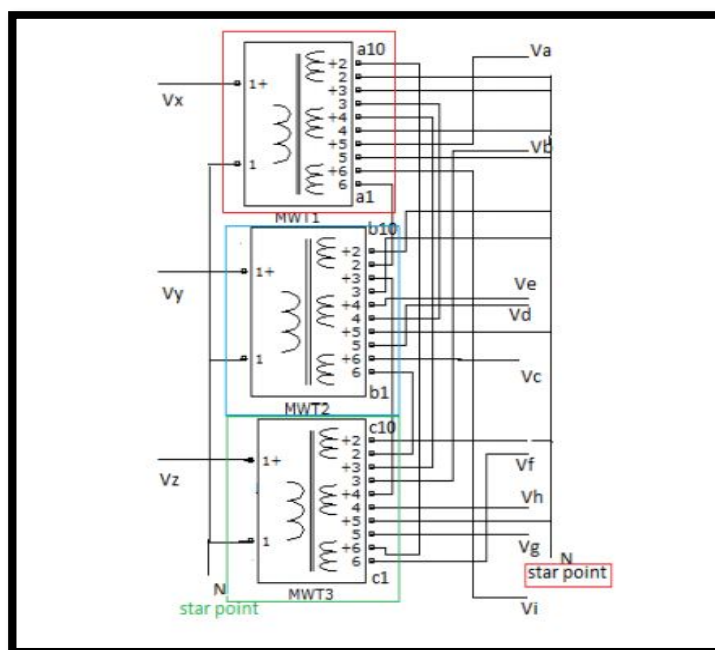 a10
Va
+2
2
1+
+3
3
Vx
+4
4
+5
Vb
5
1
+6
6
a1
MWT1
b10
+2
2
1+
+3
3
Ve
Vy
+4
4
Vd
+5
5
1
+6
Vc
6
b1
MWT2
c10
+2
2
Vf
1+
+3
3
Vz
+4
Vh
4
+5
5
Vg
1
+6
6
N
star point
c1
N
star point
MWT3
Vi